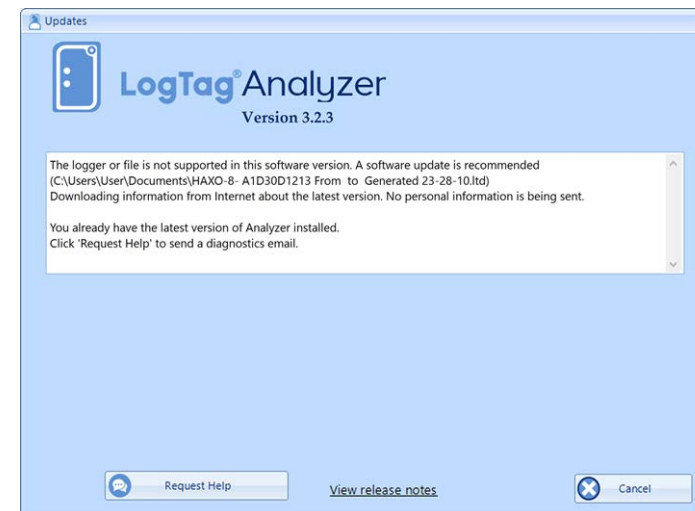 Updates
LogTag® Analyzer
Version 3.2.3
The logger or file is not supported in this software version. A software update is recommended
(C:\Users\User\Documents\HAXO-8- A1D30D1213 From  to  Generated 23-28-10.ltd)
Downloading information from Internet about the latest version. No personal information is being sent.
You already have the latest version of Analyzer installed.
Click 'Request Help' to send a diagnostics email.
Request Help
View release notes
Cancel